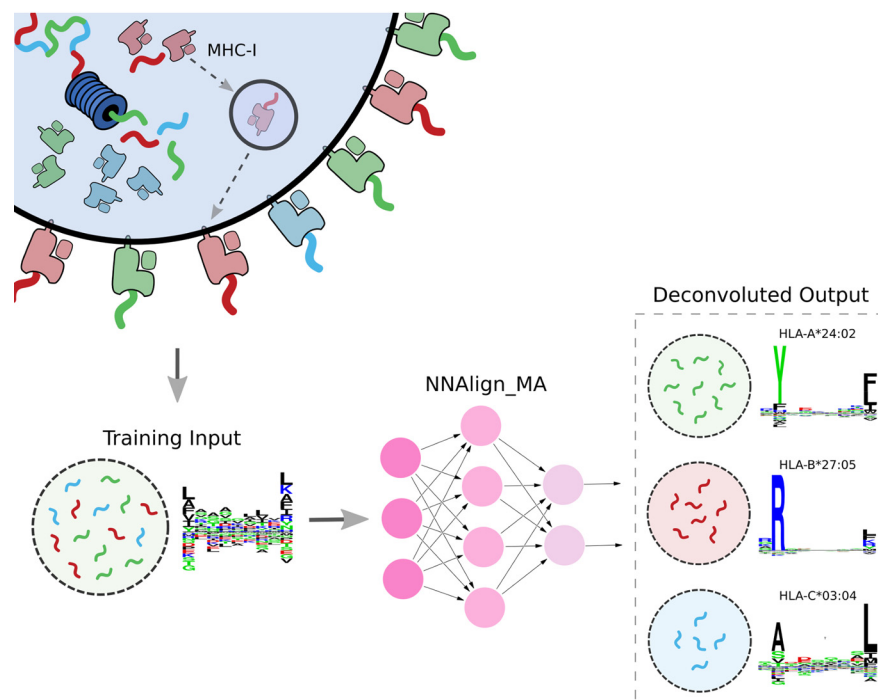 MHC-I
Deconvoluted Output
HLA-A*24:02
NNAlign_MA
Training Input
HLA-B*27:05
HLA-C*03:04